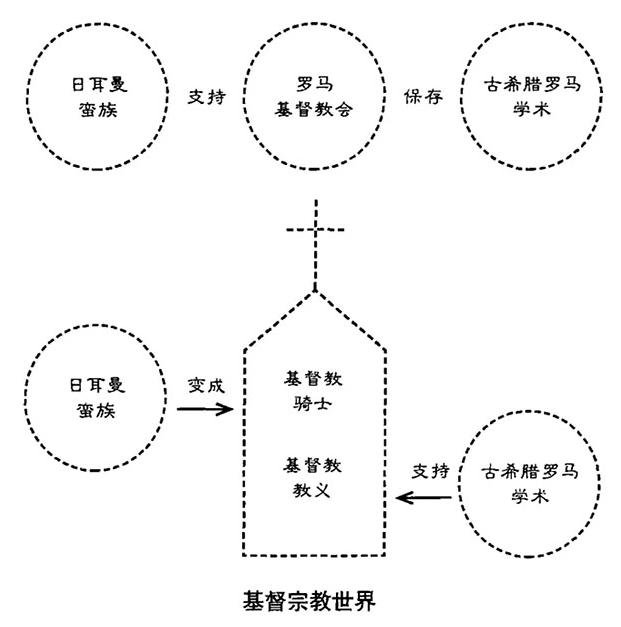 日耳曼
蛮族
支持
罗马
基督教会
保存
古希腊罗马
学术
日耳曼
蛮族
变成
基督教
骑士
基督教
教义
支持
古希腊罗马
学术
基督宗教世界